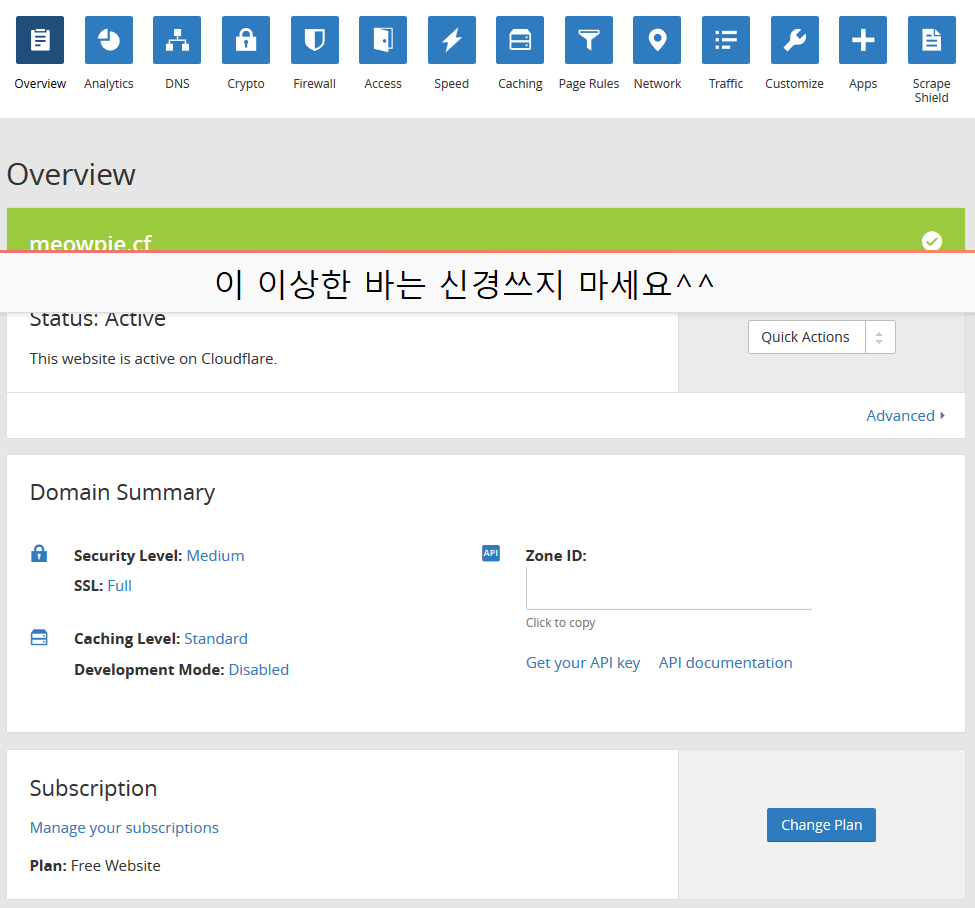 Overview Analytics DNS Crypto Firewall Access Speed Caching Page Rules Network Traffic Customize Apps Scrape Shield
Overview
meowpie.cf
이 이상한 바는 신경쓰지 마세요^^
Status: Active
Quick Actions
This website is active on Cloudflare.
Advanced
Domain Summary
Security Level: Medium
SSL: Full
Caching Level: Standard
Development Mode: Disabled
API
Zone ID:
Click to copy
Get your API key API documentation
Subscription
Manage your subscriptions
Plan: Free Website
Change Plan